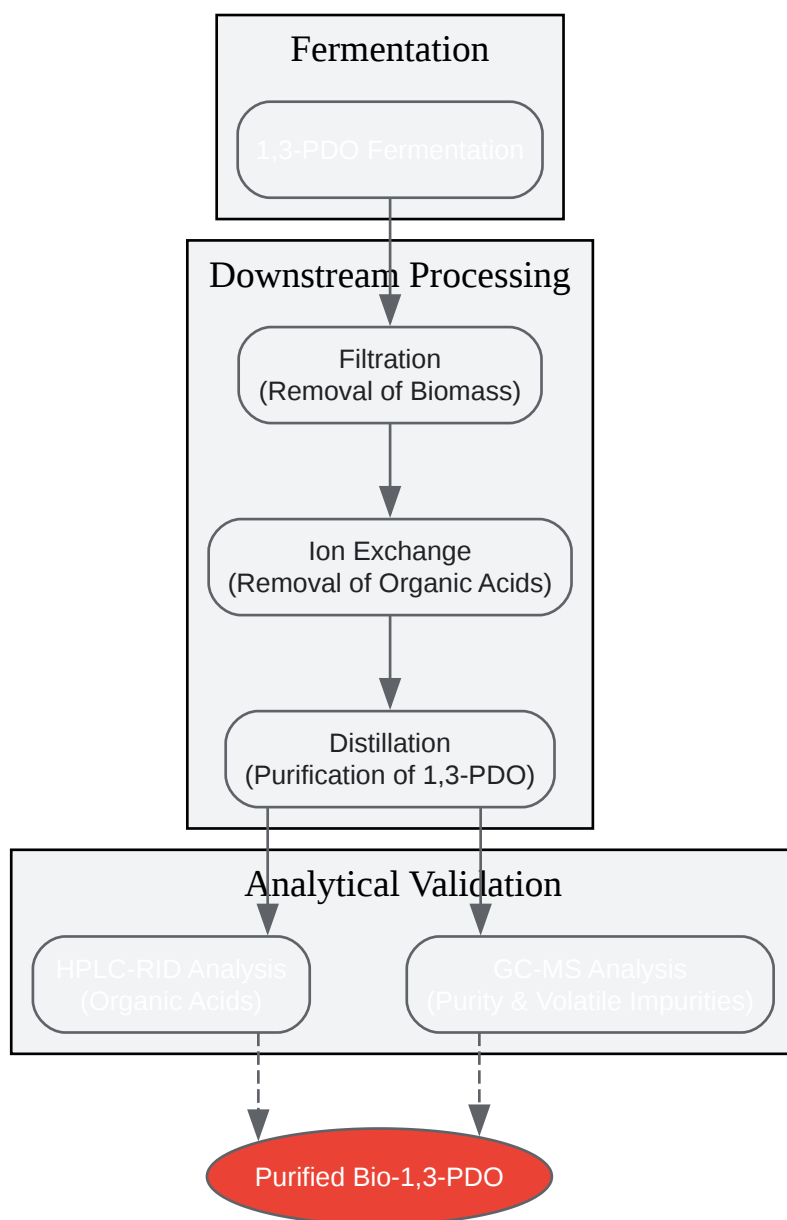 Fermentation
1,3-PDO Fermentation
Downstream Processing
Filtration
(Removal of Biomass)
Ion Exchange
(Removal of Organic Acids)
Distillation
(Purification of 1,3-PDO)
Analytical Validation
HPLC-RID Analysis
(Organic Acids)
GC-MS Analysis
(Purity & Volatile Impurities)
Purified Bio-1,3-PDO